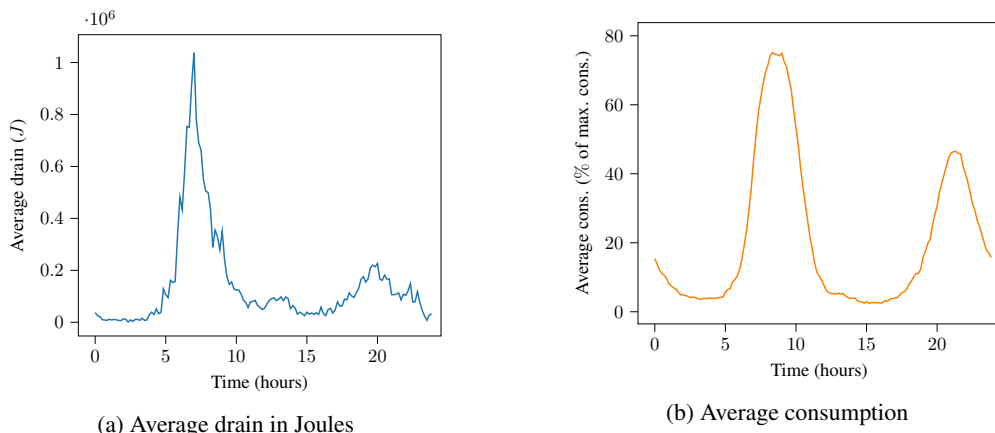 ·10⁶
1
0.8
0.6
0.4
0.2
0
Average drain (J)
0 5 10 15 20
Time (hours)
(a) Average drain in Joules
80
60
40
20
0
Average cons. (% of max. cons.)
0 5 10 15 20
Time (hours)
(b) Average consumption